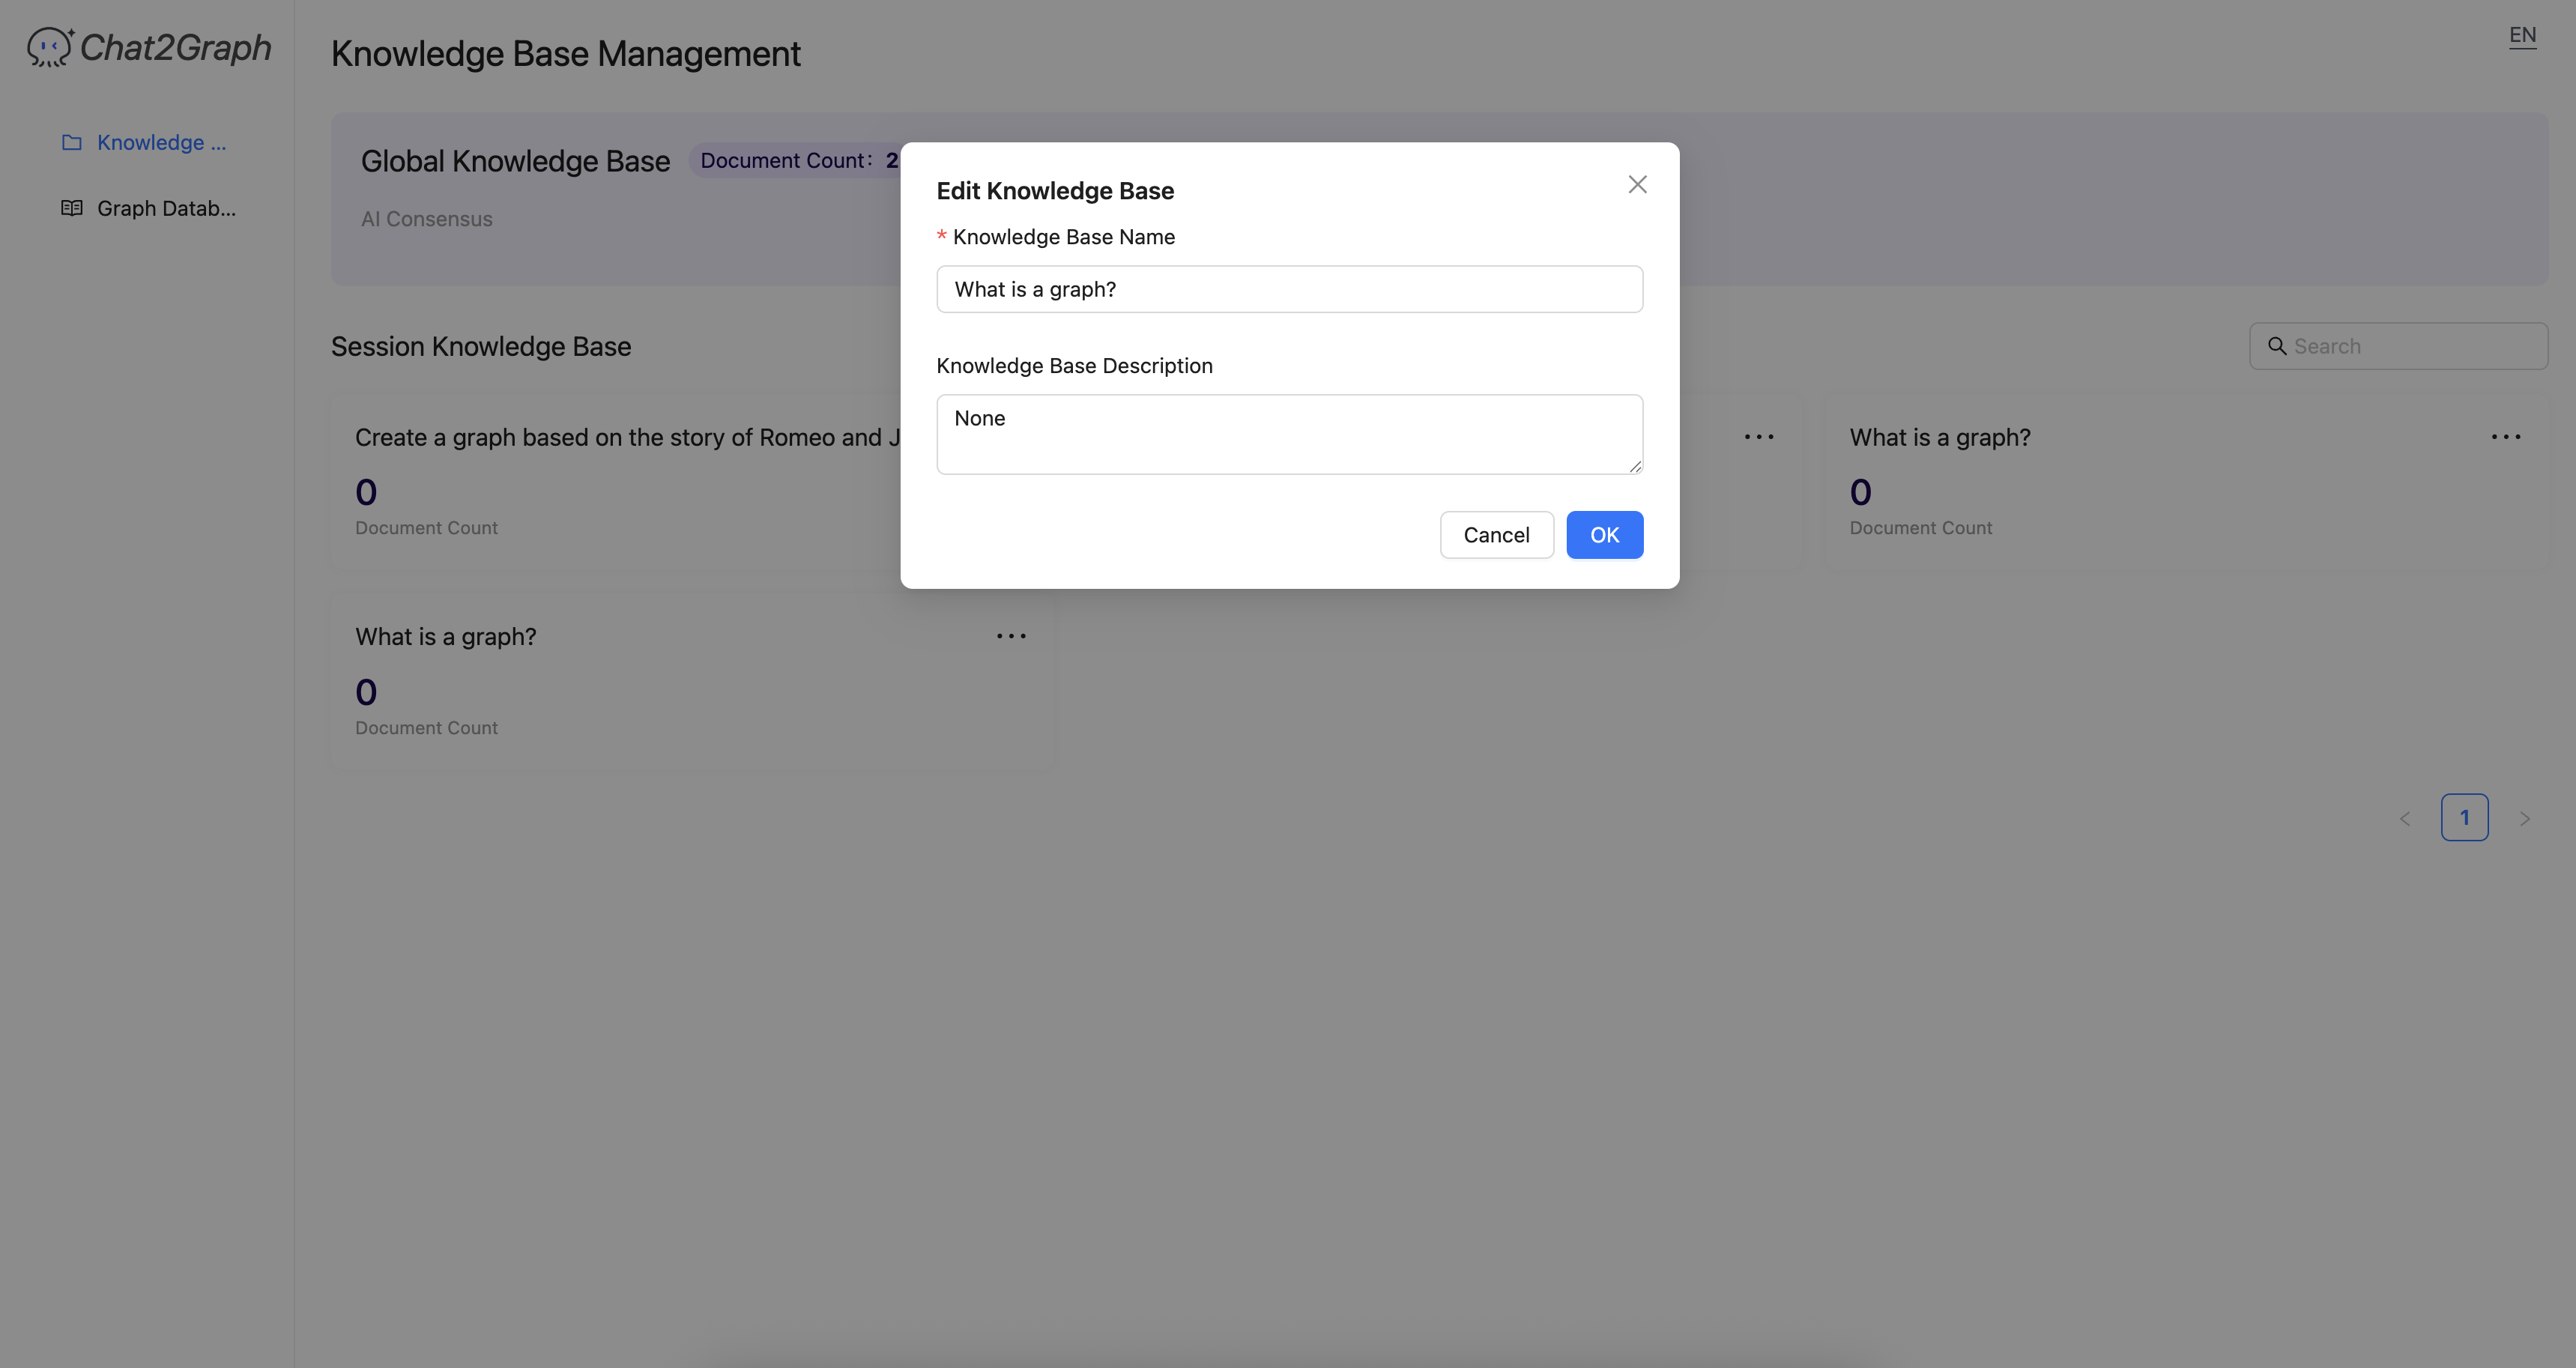 Chat2Graph
Knowledge ...
Graph Datab...
Knowledge Base Management
EN
Global Knowledge Base
Document Count: 2
AI Consensus
Session Knowledge Base
Search
Create a graph based on the story of Romeo and J
0
Document Count
What is a graph?
0
Document Count
What is a graph?
0
Document Count
1
Edit Knowledge Base
* Knowledge Base Name
What is a graph?
Knowledge Base Description
None
Cancel
OK